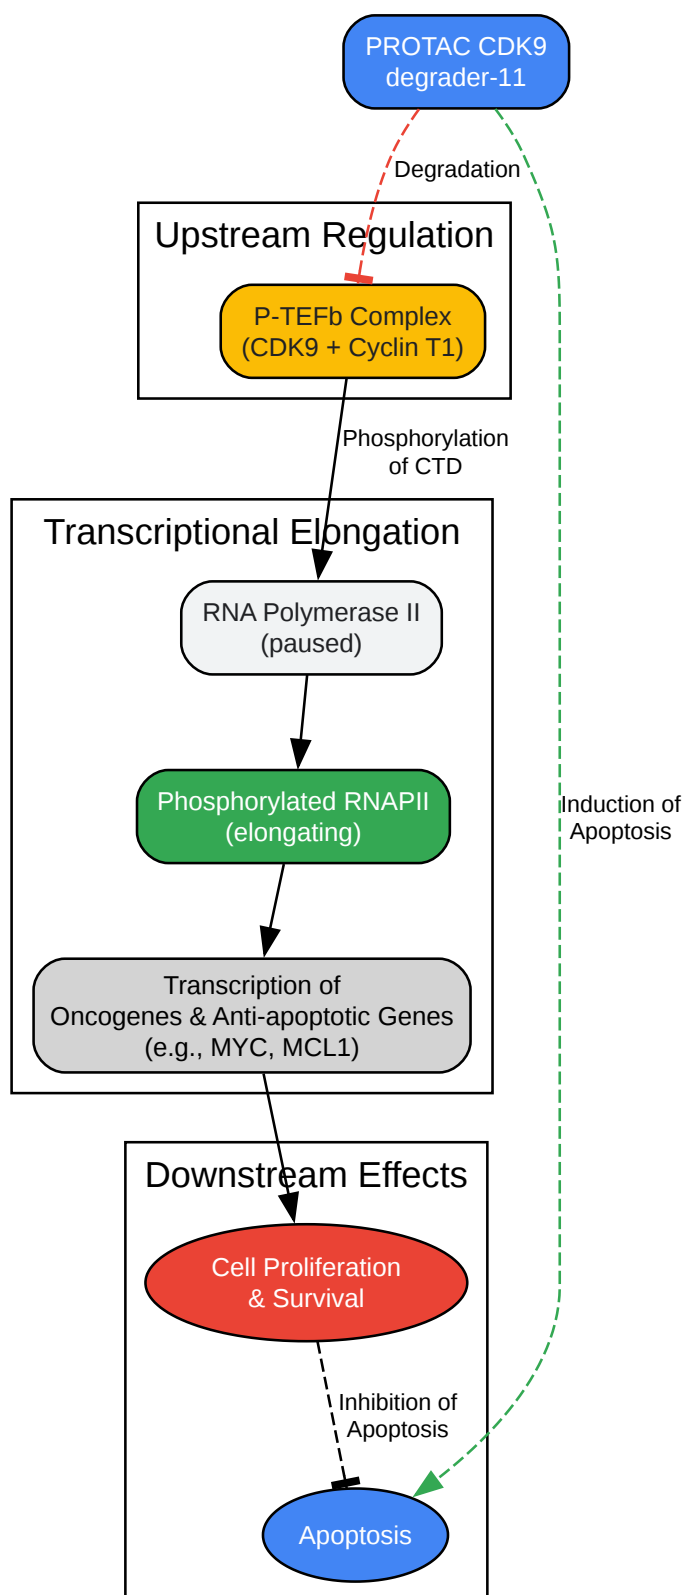 PROTAC CDK9
degrader-11
Degradation
Upstream Regulation
P-TEFb Complex
(CDK9 + Cyclin T1)
Phosphorylation
of CTD
Transcriptional Elongation
RNA Polymerase II
(paused)
Phosphorylated RNAPII
(elongating)
Induction of
Apoptosis
Transcription of
Oncogenes & Anti-apoptotic Genes
(e.g., MYC, MCL1)
Downstream Effects
Cell Proliferation
& Survival
Inhibition of
Apoptosis
Apoptosis